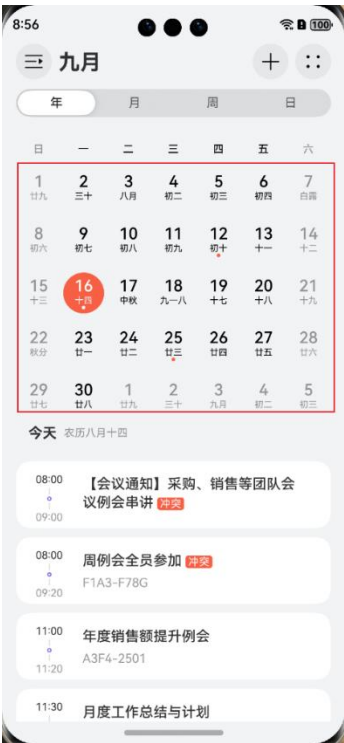 8:56 100
九月
年 月 周 日
日 一 二 三 四 五 六
1 2 3 4 5 6 7
廿九 三十 八月 初二 初三 初四 白露
8 9 10 11 12 13 14
初六 初七 初八 初九 初十 十一 十二
15 16 17 18 19 20 21
十三 十四 中秋 九一八 十七 十八 十九
22 23 24 25 26 27 28
秋分 廿一 廿二 廿三 廿四 廿五 廿六
29 30 1 2 3 4 5
廿七 廿八 廿九 三十 九月 初二 初三
今天 农历八月十四
08:00 【会议通知】采购、销售等团队会
议例会串讲 冲突
09:00
08:00 周例会全员参加 冲突
F1A3-F78G
09:20
11:00 年度销售额提升例会
A3F4-2501
11:20
11:30 月度工作总结与计划